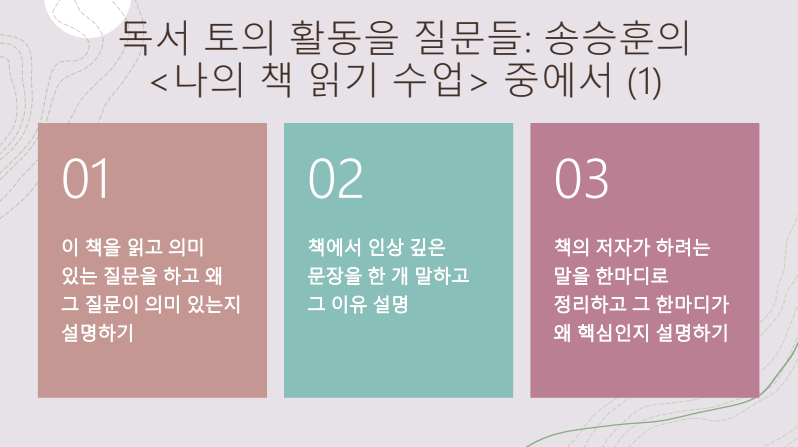 독서 토의 활동을 질문들: 송승훈의
<나의 책 읽기 수업> 중에서 (1)
01
이 책을 읽고 의미
있는 질문을 하고 왜
그 질문이 의미 있는지
설명하기
02
책에서 인상 깊은
문장을 한 개 말하고
그 이유 설명
03
책의 저자가 하려는
말을 한마디로
정리하고 그 한마디가
왜 핵심인지 설명하기